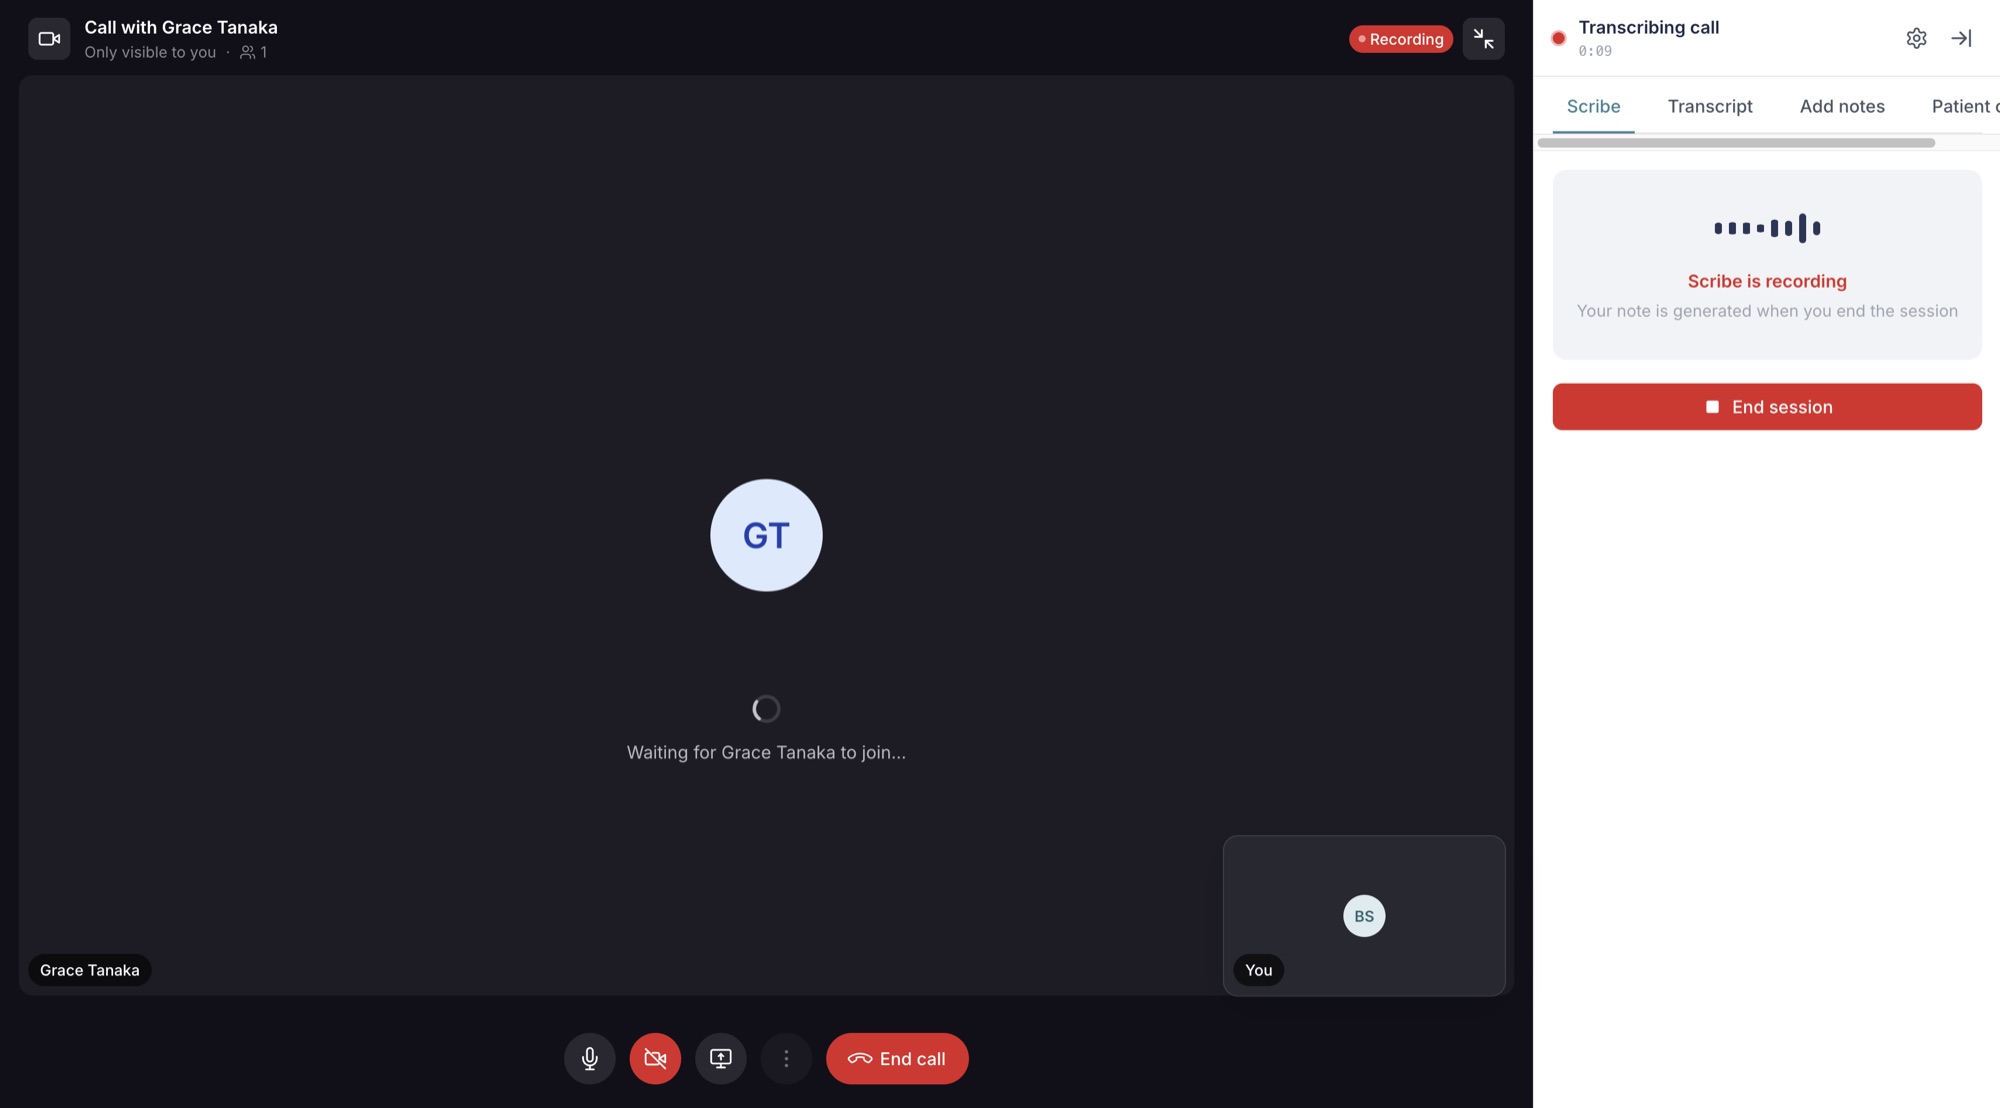 Call with Grace Tanaka
Only visible to you · 1
Recording
GT
Waiting for Grace Tanaka to join...
Grace Tanaka
BS
You
End call
Transcribing call
0:09
Scribe Transcript Add notes Patient
Scribe is recording
Your note is generated when you end the session
End session